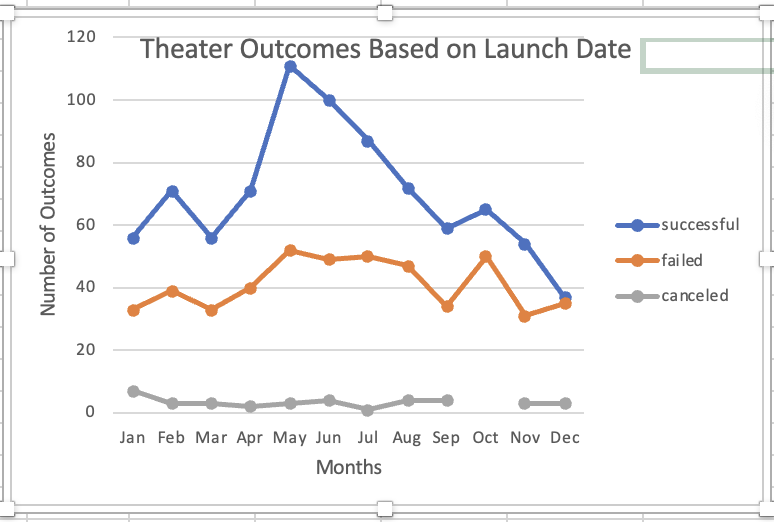 Theater Outcomes Based on Launch Date
120
100
80
60
40
20
0
Number of Outcomes
Jan Feb Mar Apr May Jun Jul Aug Sep Oct Nov Dec
Months
successful
failed
canceled